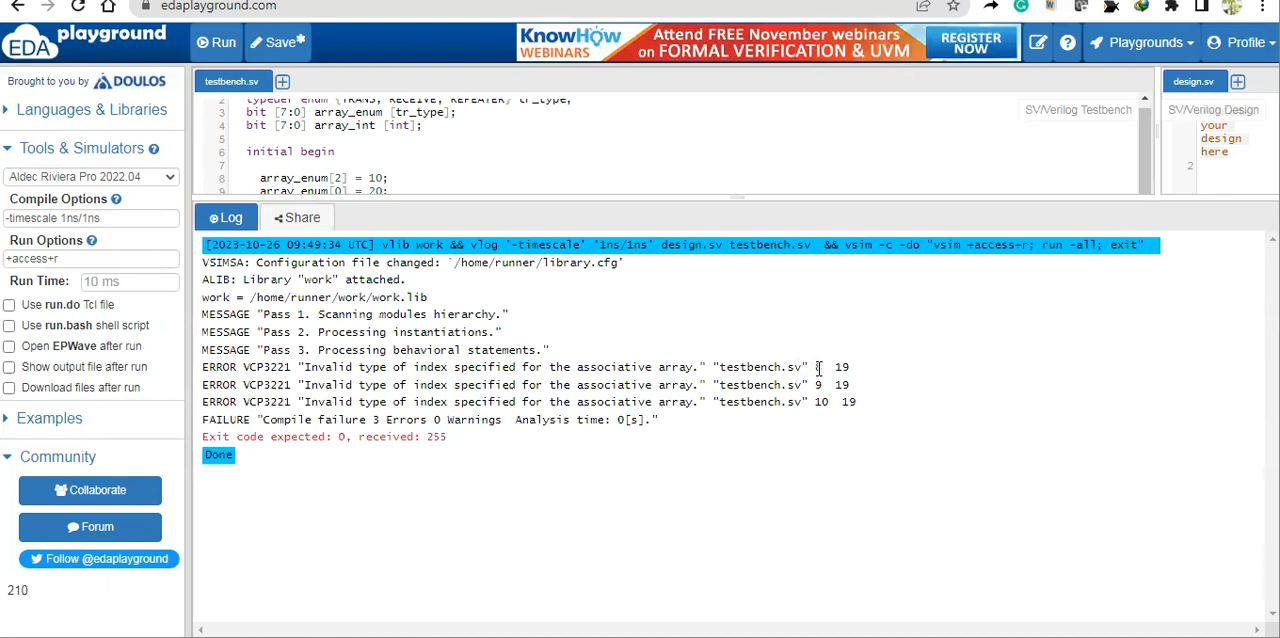 edaplayground.com
EDA playground
Run
Save*
KnowHow WEBINARS
Attend FREE November webinars
on FORMAL VERIFICATION & UVM
REGISTER NOW
Playgrounds
Profile
Brought to you by DOULOS
Languages & Libraries
Tools & Simulators
Aldec Riviera Pro 2022.04
Compile Options
-timescale 1ns/1ns
Run Options
+access+r
Run Time:
10 ms
Use run.do Tcl file
Use run.bash shell script
Open EPWave after run
Show output file after run
Download files after run
Examples
Community
Collaborate
Forum
Follow @edaplayground
210
testbench.sv
SV/Verilog Testbench
2 typedef enum {TRANS, RECEIVE, REPEATER} tr_type;
3 bit [7:0] array_enum [tr_type];
4 bit [7:0] array_int [int];
5
6 initial begin
7
8 array_enum[2] = 10;
9 array_enum[0] = 20;
design.sv
SV/Verilog Design
your
design
here
2
Log
Share
[2023-10-26 09:49:34 UTC] vlib work && vlog '-timescale' '1ns/1ns' design.sv testbench.sv && vsim -c -do "vsim +access+r; run -all; exit"
VSIMSA: Configuration file changed: `/home/runner/library.cfg'
ALIB: Library "work" attached.
work = /home/runner/work/work.lib
MESSAGE "Pass 1. Scanning modules hierarchy."
MESSAGE "Pass 2. Processing instantiations."
MESSAGE "Pass 3. Processing behavioral statements."
ERROR VCP3221 "Invalid type of index specified for the associative array." "testbench.sv" 19
ERROR VCP3221 "Invalid type of index specified for the associative array." "testbench.sv" 9 19
ERROR VCP3221 "Invalid type of index specified for the associative array." "testbench.sv" 10 19
FAILURE "Compile failure 3 Errors 0 Warnings Analysis time: 0[s]."
Exit code expected: 0, received: 255
Done